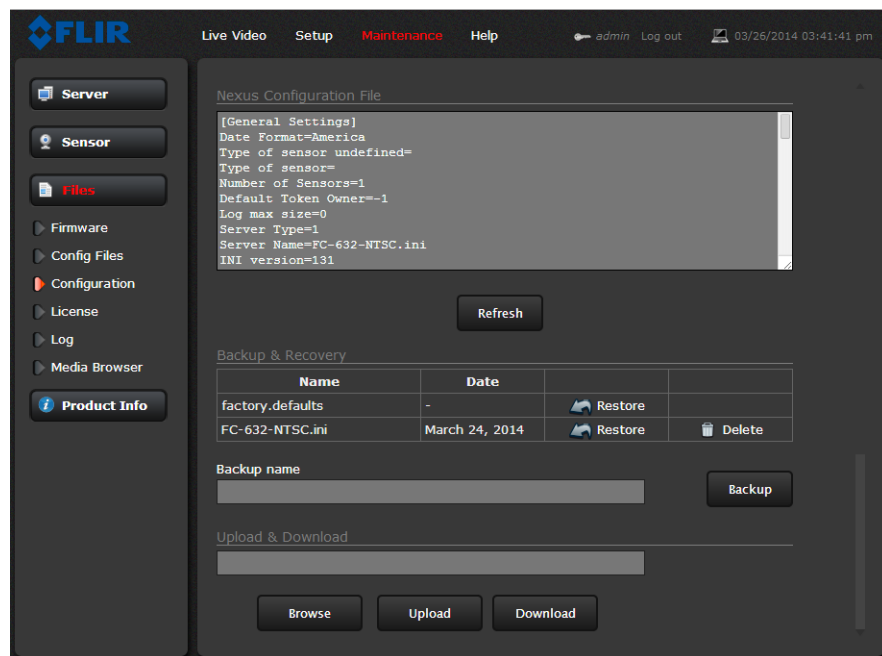 FLIR
Live Video Setup Maintenance Help admin Log out 03/26/2014 03:41:41 pm
Server
Sensor
Files
Firmware
Config Files
Configuration
License
Log
Media Browser
Product Info
Nexus Configuration File
[General Settings]
Date Format=America
Type of sensor undefined=
Type of sensor=
Number of Sensors=1
Default Token Owner=-1
Log max size=0
Server Type=1
Server Name=FC-632-NTSC.ini
INI version=131
Refresh
Backup & Recovery
Name Date
factory.defaults - Restore
FC-632-NTSC.ini March 24, 2014 Restore Delete
Backup name
Backup
Upload & Download
Browse Upload Download